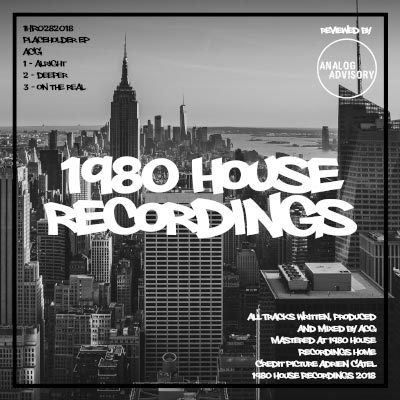 1HR0282018
PLACEHOLDER EP
ACG
1 - ALRIGHT
2 - DEEPER
3 - ON THE REAL
REVIEWED BY
ANALOG
ADVISORY
1980 HOUSE
RECORDINGS
ALL TRACKS WRITTEN, PRODUCED
AND MIXED BY ACG
MASTERED AT 1980 HOUSE
RECORDINGS HOME
CREDIT PICTURE ADRIEN CATEL
1980 HOUSE RECORDINGS 2018